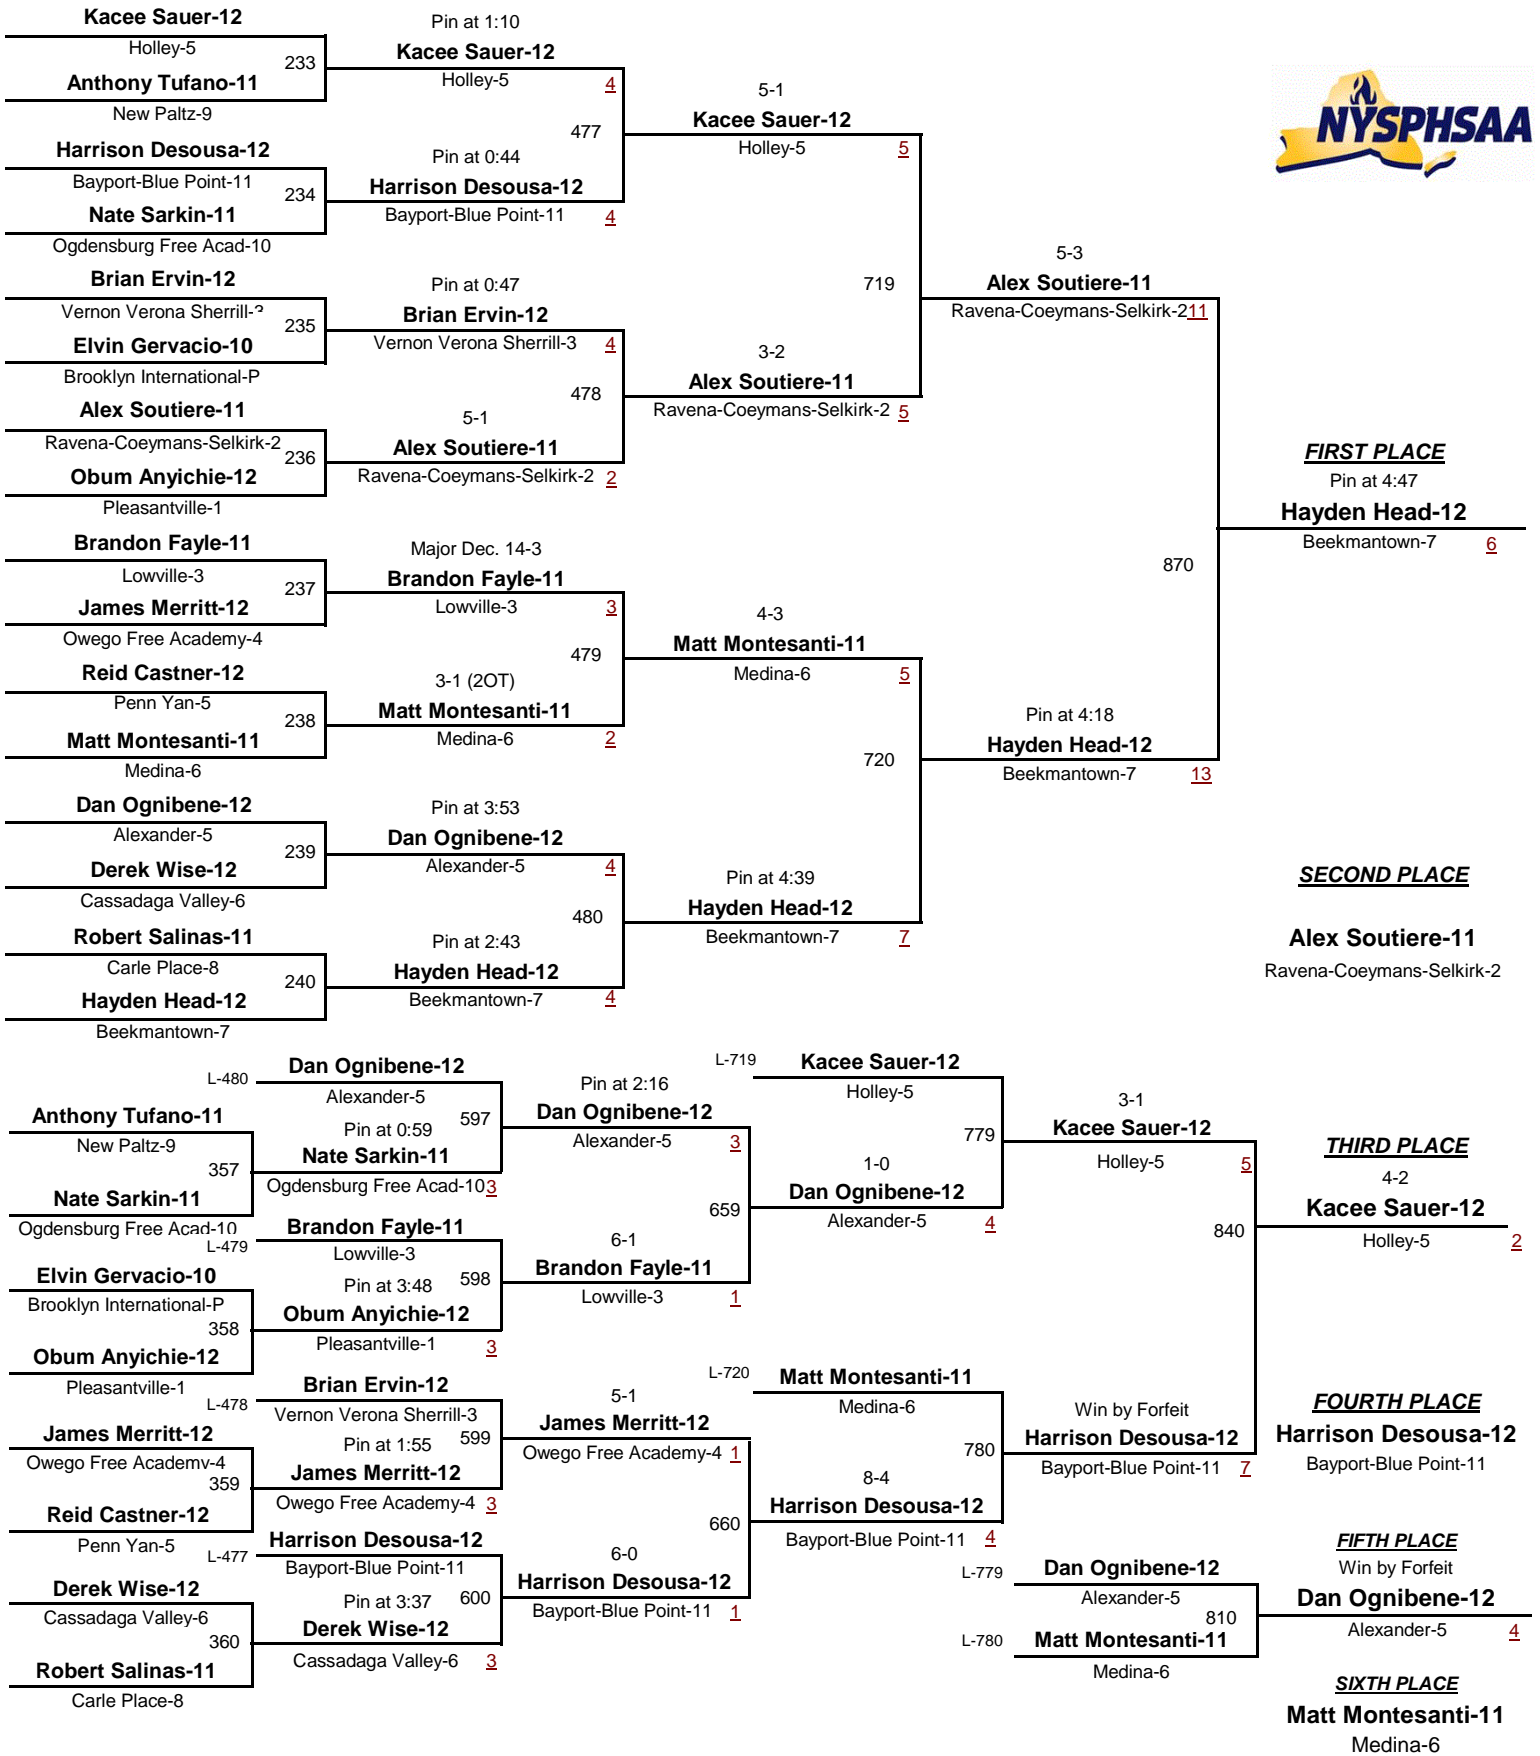 Kacee Sauer-12
Holley-5
233
Anthony Tufano-11
New Paltz-9
Harrison Desousa-12
Bayport-Blue Point-11
234
Nate Sarkin-11
Ogdensburg Free Acad-10
Brian Ervin-12
Vernon Verona Sherrill-3
235
Elvin Gervacio-10
Brooklyn International-P
Alex Soutiere-11
Ravena-Coeymans-Selkirk-2
236
Obum Anyichie-12
Pleasantville-1
Brandon Fayle-11
Lowville-3
237
James Merritt-12
Owego Free Academy-4
Reid Castner-12
Penn Yan-5
238
Matt Montesanti-11
Medina-6
Dan Ognibene-12
Alexander-5
239
Derek Wise-12
Cassadaga Valley-6
Robert Salinas-11
Carle Place-8
240
Hayden Head-12
Beekmantown-7
Pin at 1:10
Kacee Sauer-12
Holley-5 4
477
Pin at 0:44
Harrison Desousa-12
Bayport-Blue Point-11 4
Pin at 0:47
Brian Ervin-12
Vernon Verona Sherrill-3 4
478
5-1
Alex Soutiere-11
Ravena-Coeymans-Selkirk-2 2
Major Dec. 14-3
Brandon Fayle-11
Lowville-3 3
479
3-1 (2OT)
Matt Montesanti-11
Medina-6 2
Pin at 3:53
Dan Ognibene-12
Alexander-5 4
480
Pin at 2:43
Hayden Head-12
Beekmantown-7 4
5-1
Kacee Sauer-12
Holley-5 5
719
3-2
Alex Soutiere-11
Ravena-Coeymans-Selkirk-2 5
4-3
Matt Montesanti-11
Medina-6 5
720
Pin at 4:39
Hayden Head-12
Beekmantown-7 7
5-3
Alex Soutiere-11
Ravena-Coeymans-Selkirk-2 11
870
Pin at 4:18
Hayden Head-12
Beekmantown-7 13
NYSPHSAA
FIRST PLACE
Pin at 4:47
Hayden Head-12
Beekmantown-7 6
SECOND PLACE
Alex Soutiere-11
Ravena-Coeymans-Selkirk-2
Anthony Tufano-11
New Paltz-9
357
Nate Sarkin-11
Ogdensburg Free Acad-10
Elvin Gervacio-10
Brooklyn International-P
358
Obum Anyichie-12
Pleasantville-1
James Merritt-12
Owego Free Academy-4
359
Reid Castner-12
Penn Yan-5
Derek Wise-12
Cassadaga Valley-6
360
Robert Salinas-11
Carle Place-8
L-480
Dan Ognibene-12
Alexander-5
597
Pin at 0:59
Nate Sarkin-11
Ogdensburg Free Acad-10 3
L-479
Brandon Fayle-11
Lowville-3
598
Pin at 3:48
Obum Anyichie-12
Pleasantville-1 3
L-478
Brian Ervin-12
Vernon Verona Sherrill-3
599
Pin at 1:55
James Merritt-12
Owego Free Academy-4 3
L-477
Harrison Desousa-12
Bayport-Blue Point-11
600
Pin at 3:37
Derek Wise-12
Cassadaga Valley-6 3
Pin at 2:16
Dan Ognibene-12
Alexander-5 3
659
6-1
Brandon Fayle-11
Lowville-3 1
5-1
James Merritt-12
Owego Free Academy-4 1
660
6-0
Harrison Desousa-12
Bayport-Blue Point-11 1
L-719
Kacee Sauer-12
Holley-5
779
1-0
Dan Ognibene-12
Alexander-5 4
L-720
Matt Montesanti-11
Medina-6
780
8-4
Harrison Desousa-12
Bayport-Blue Point-11 4
3-1
Kacee Sauer-12
Holley-5 5
840
Win by Forfeit
Harrison Desousa-12
Bayport-Blue Point-11 7
THIRD PLACE
4-2
Kacee Sauer-12
Holley-5 2
FOURTH PLACE
Harrison Desousa-12
Bayport-Blue Point-11
L-779
Dan Ognibene-12
Alexander-5
810
L-780
Matt Montesanti-11
Medina-6
FIFTH PLACE
Win by Forfeit
Dan Ognibene-12
Alexander-5 4
SIXTH PLACE
Matt Montesanti-11
Medina-6